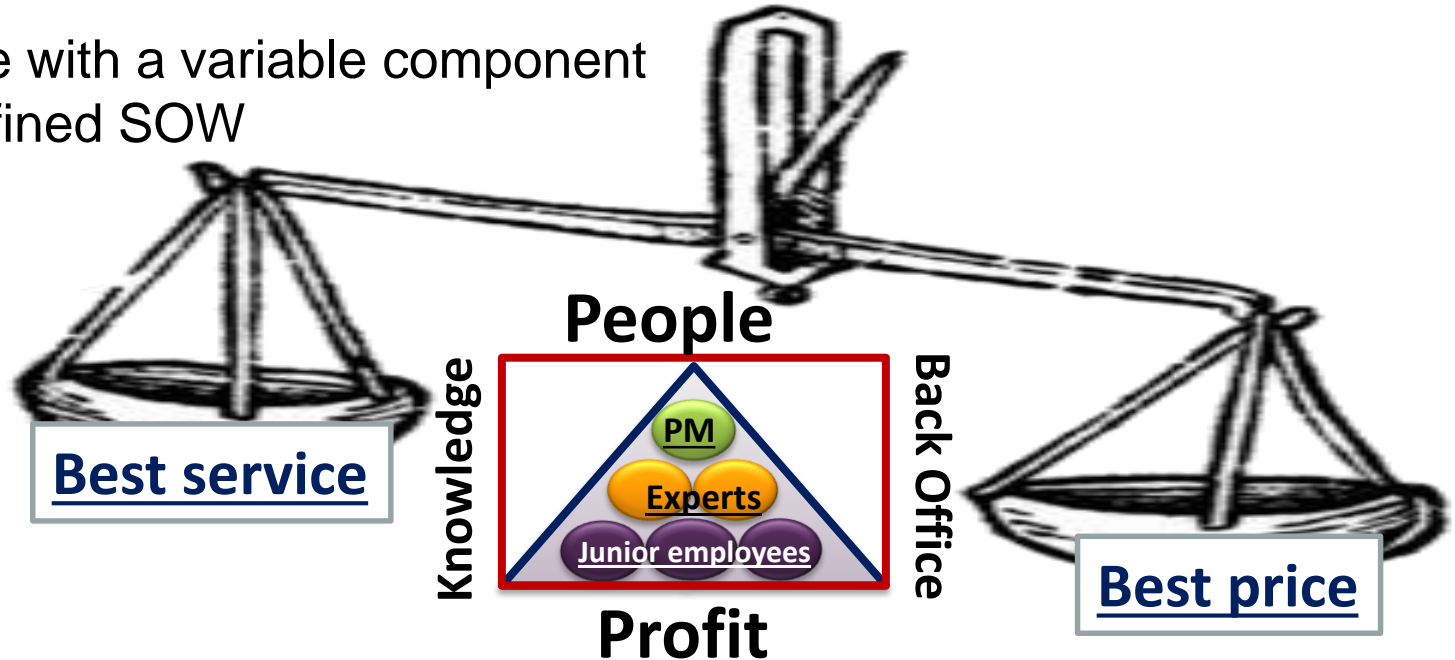 e with a variable component
fined SOW
People
Knowledge
Back Office
PM
Experts
Junior employees
Best service
Best price
Profit